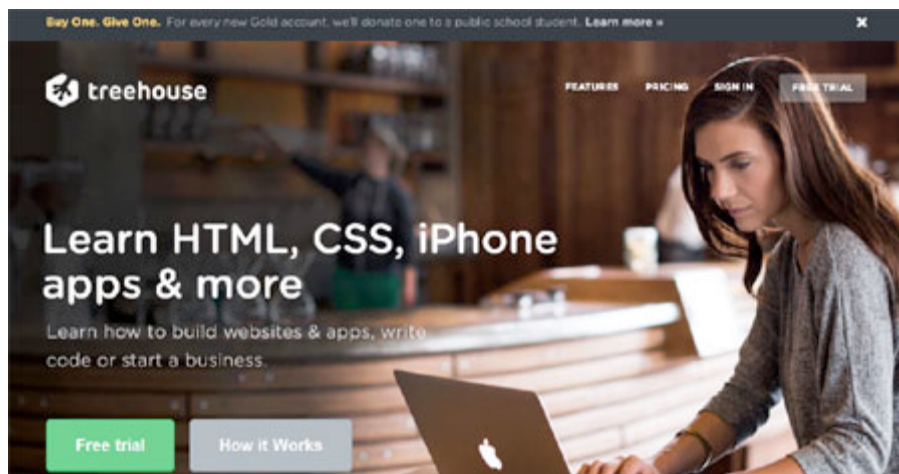 Buy One. Give One. For every new Gold account, we'll donate one to a public school student. Learn more »
treehouse
FEATURES PRICING SIGN IN FREE TRIAL
Learn HTML, CSS, iPhone
apps & more
Learn how to build websites & apps, write
code or start a business.
Free trial How it Works